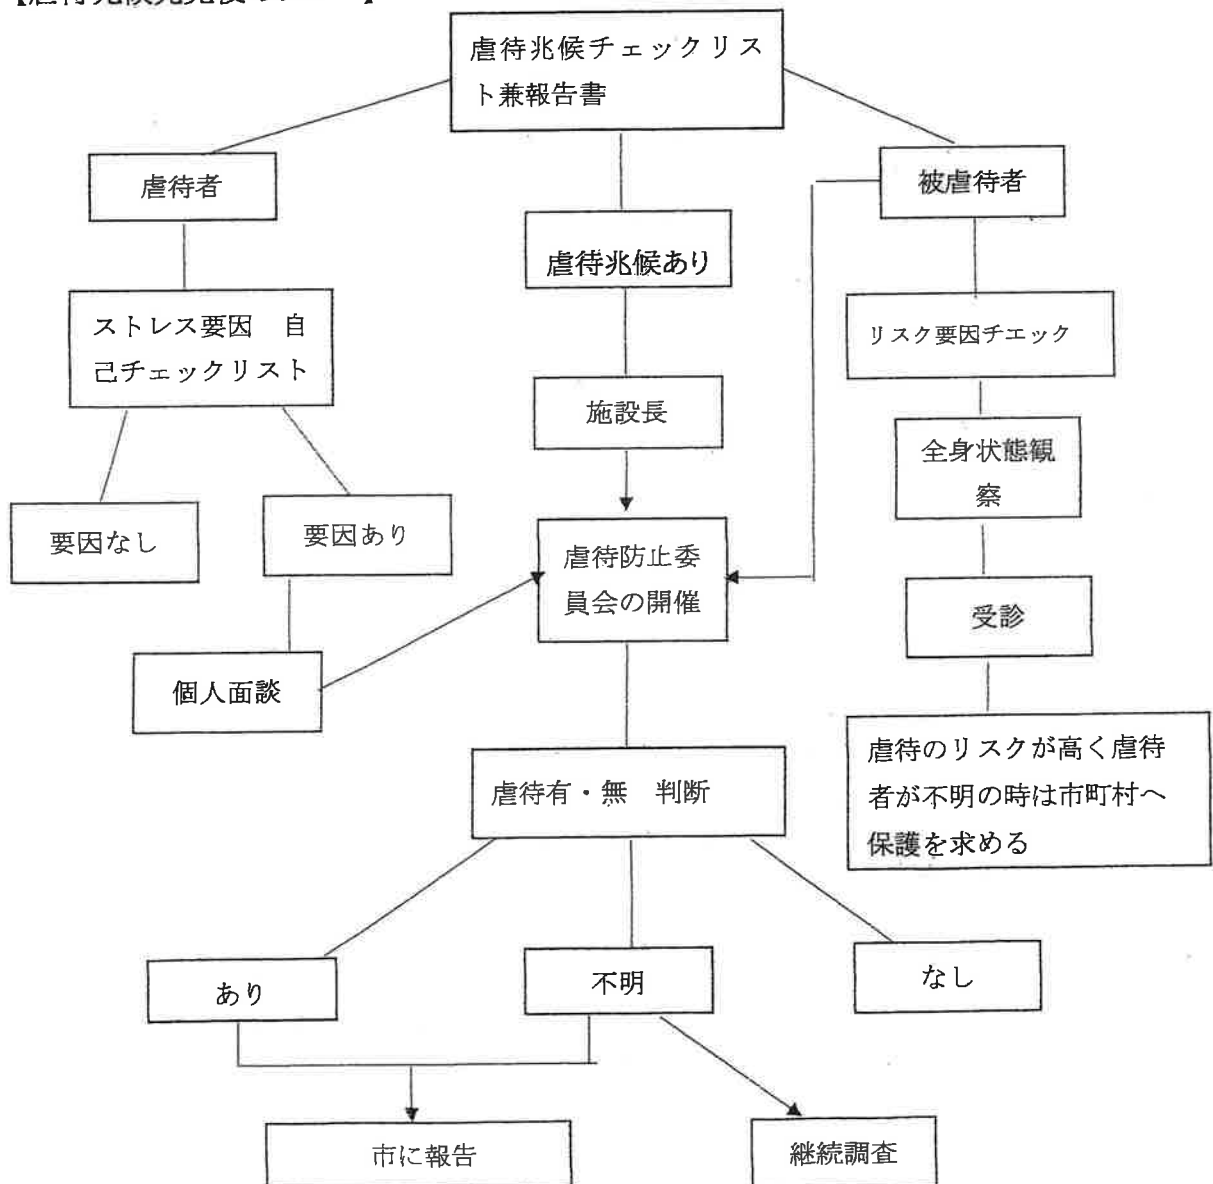 虐待兆候チェックリス
ト兼報告書
虐待者
被虐待者
虐待兆候あり
ストレス要因　自
己チェックリスト
リスク要因チエック
施設長
全身状態観
察
要因なし
要因あり
虐待防止委
員会の開催
受診
個人面談
虐待のリスクが高く虐待
者が不明の時は市町村へ
保護を求める
虐待有・無　判断
あり
不明
なし
市に報告
継続調査